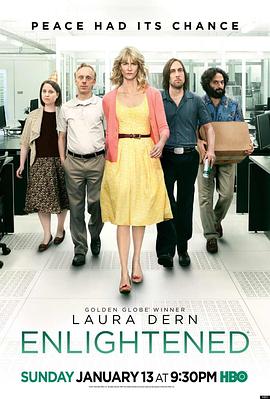 PEACE HAD ITS CHANCE
GOLDEN GLOBE® WINNER
LAURA DERN
ENLIGHTENED
SUNDAY JANUARY 13 AT 9:30PM HBO